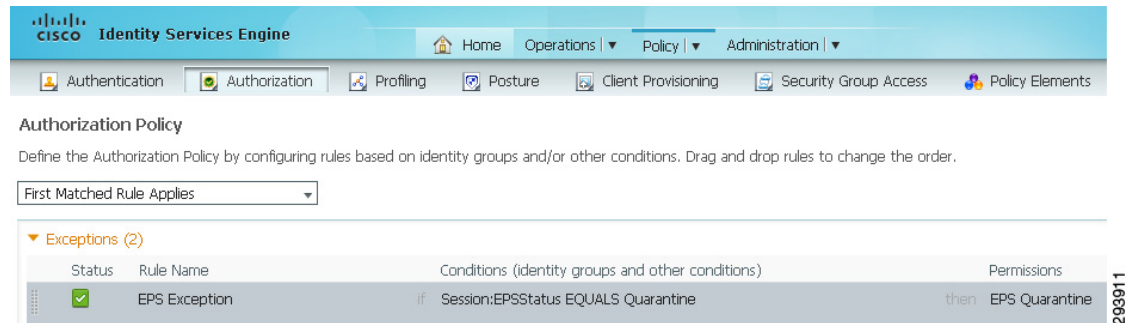 CISCO Identity Services Engine
Home Operations Policy Administration
Authentication Authorization Profiling Posture Client Provisioning Security Group Access Policy Elements
Authorization Policy
Define the Authorization Policy by configuring rules based on identity groups and/or other conditions. Drag and drop rules to change the order.
First Matched Rule Applies
Exceptions (2)
Status Rule Name Conditions (identity groups and other conditions) Permissions
EPS Exception if Session:EPSStatus EQUALS Quarantine then EPS Quarantine
293911